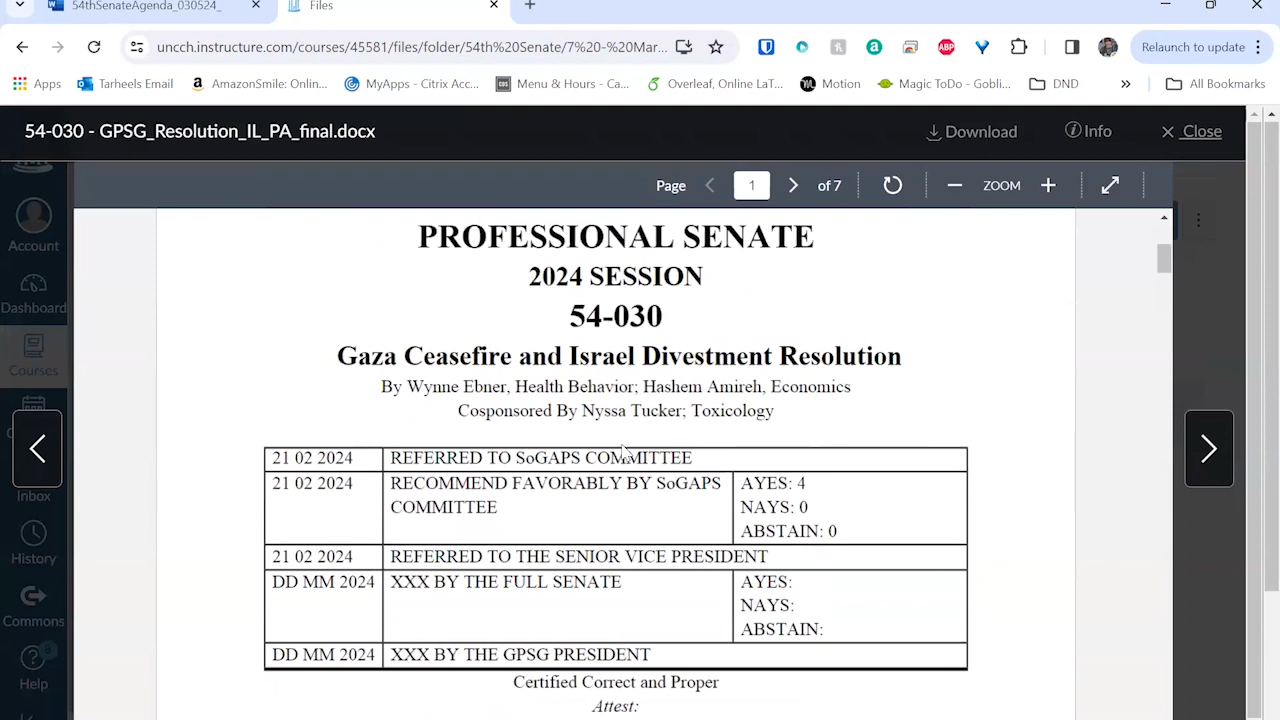 54thSenateAgenda_030524_
Files
uncch.instructure.com/courses/45581/files/folder/54th%20Senate/7%20-%20Mar...
Relaunch to update
Apps
Tarheels Email
AmazonSmile: Onlin...
MyApps - Citrix Acc...
Menu & Hours - Ca...
Overleaf, Online LaT...
Motion
Magic ToDo - Gobli...
DND
All Bookmarks
54-030 - GPSG_Resolution_IL_PA_final.docx
Download
Info
Close
Page 1 of 7
ZOOM
Account
Dashboard
Courses
Inbox
History
Commons
8
Help
PROFESSIONAL SENATE
2024 SESSION
54-030
Gaza Ceasefire and Israel Divestment Resolution
By Wynne Ebner, Health Behavior; Hashem Amireh, Economics
Cosponsored By Nyssa Tucker; Toxicology
21 02 2024 REFERRED TO SoGAPS COMMITTEE
21 02 2024 RECOMMEND FAVORABLY BY SoGAPS AYES: 4
COMMITTEE NAYS: 0
ABSTAIN: 0
21 02 2024 REFERRED TO THE SENIOR VICE PRESIDENT
DD MM 2024 XXX BY THE FULL SENATE AYES:
NAYS:
ABSTAIN:
DD MM 2024 XXX BY THE GPSG PRESIDENT
Certified Correct and Proper
Attest: